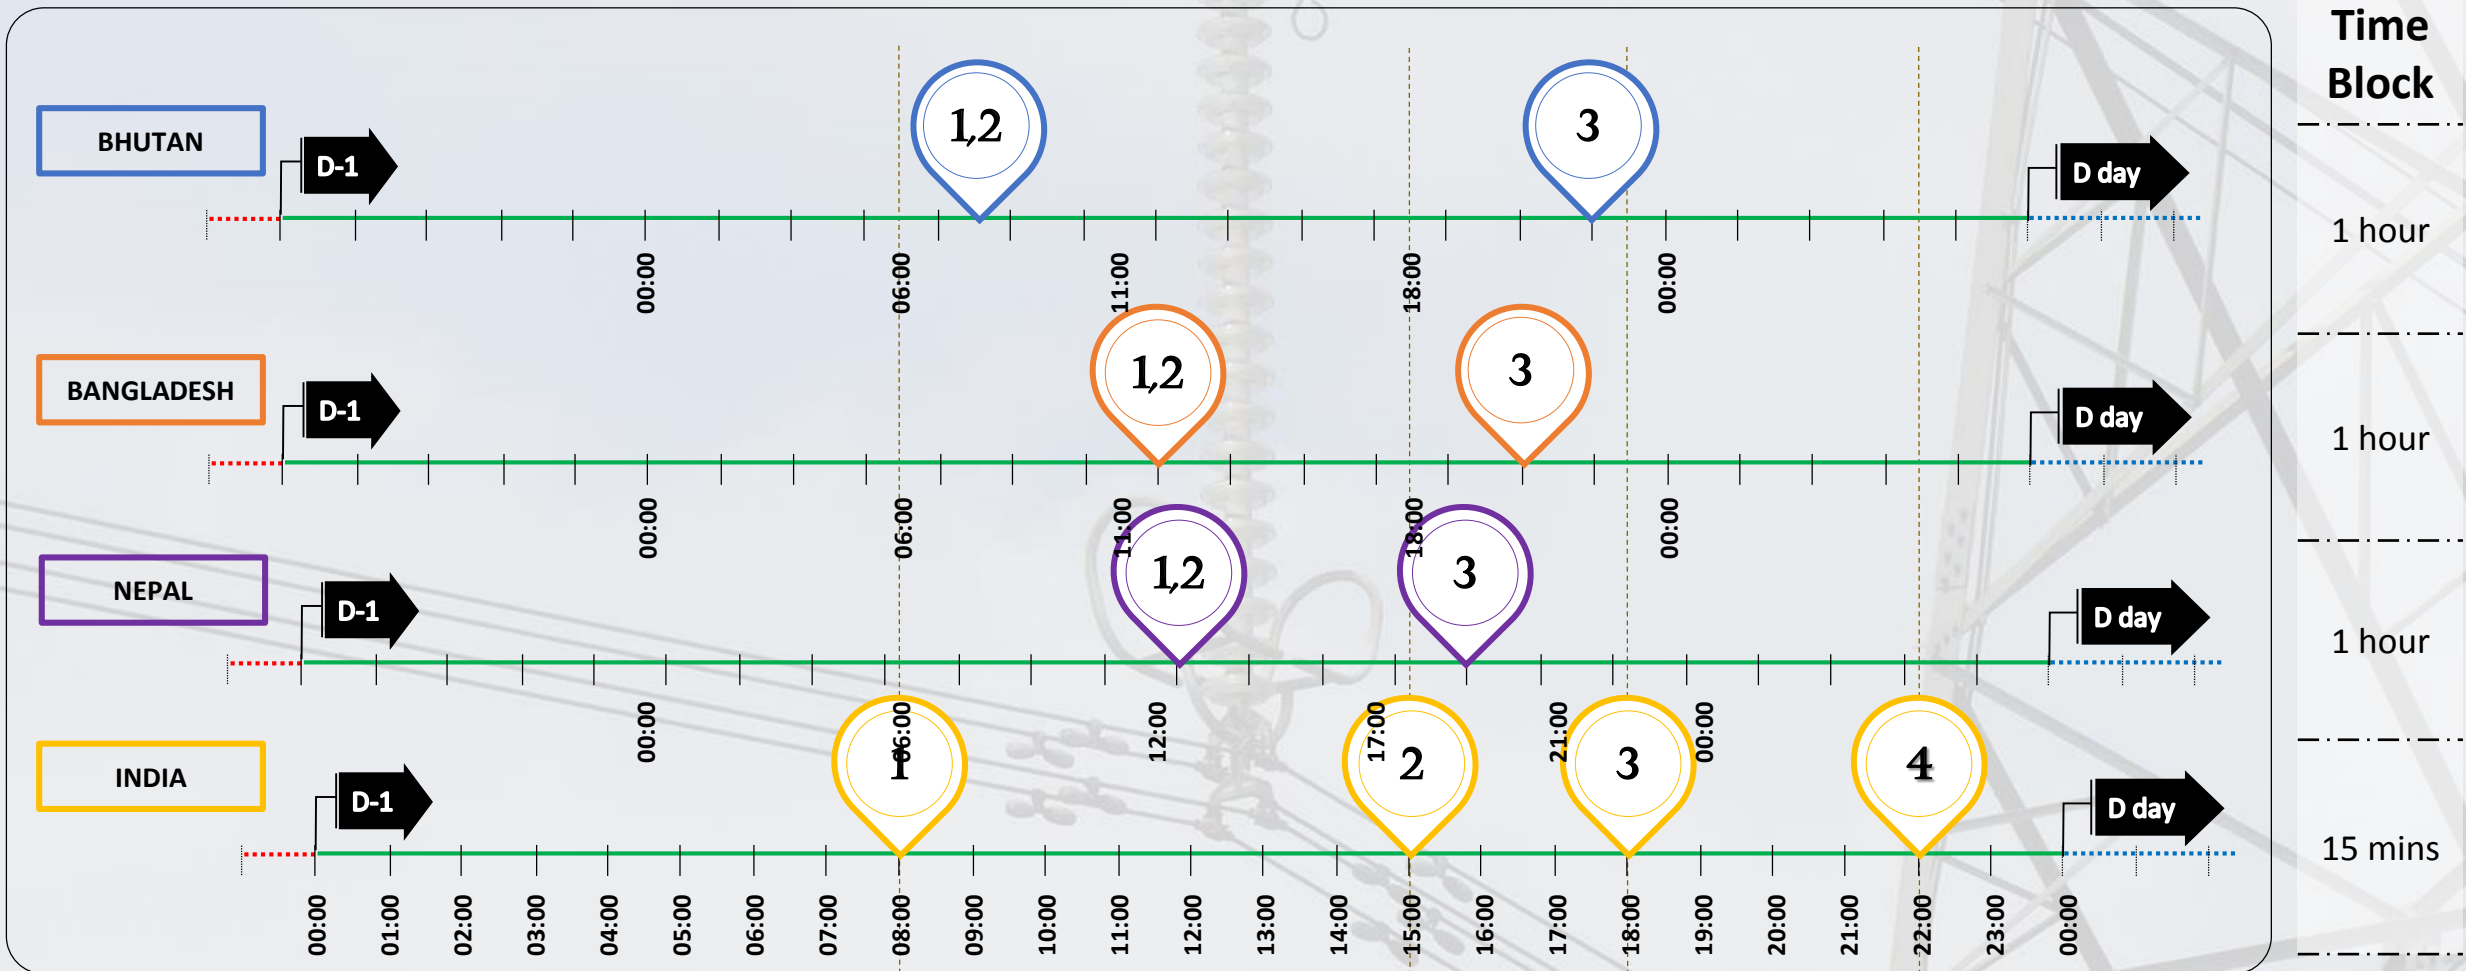 Time
Block
BHUTAN
D-1
1,2
3
D day
1 hour
00:00
06:00
11:00
18:00
00:00
BANGLADESH
D-1
1,2
3
D day
1 hour
00:00
06:00
11:00
18:00
00:00
NEPAL
D-1
1,2
3
D day
1 hour
00:00
06:00
12:00
17:00
21:00
00:00
INDIA
D-1
1
2
3
4
D day
15 mins
00:00
01:00
02:00
03:00
04:00
05:00
06:00
07:00
08:00
09:00
10:00
11:00
12:00
13:00
14:00
15:00
16:00
17:00
18:00
19:00
20:00
21:00
22:00
23:00
00:00